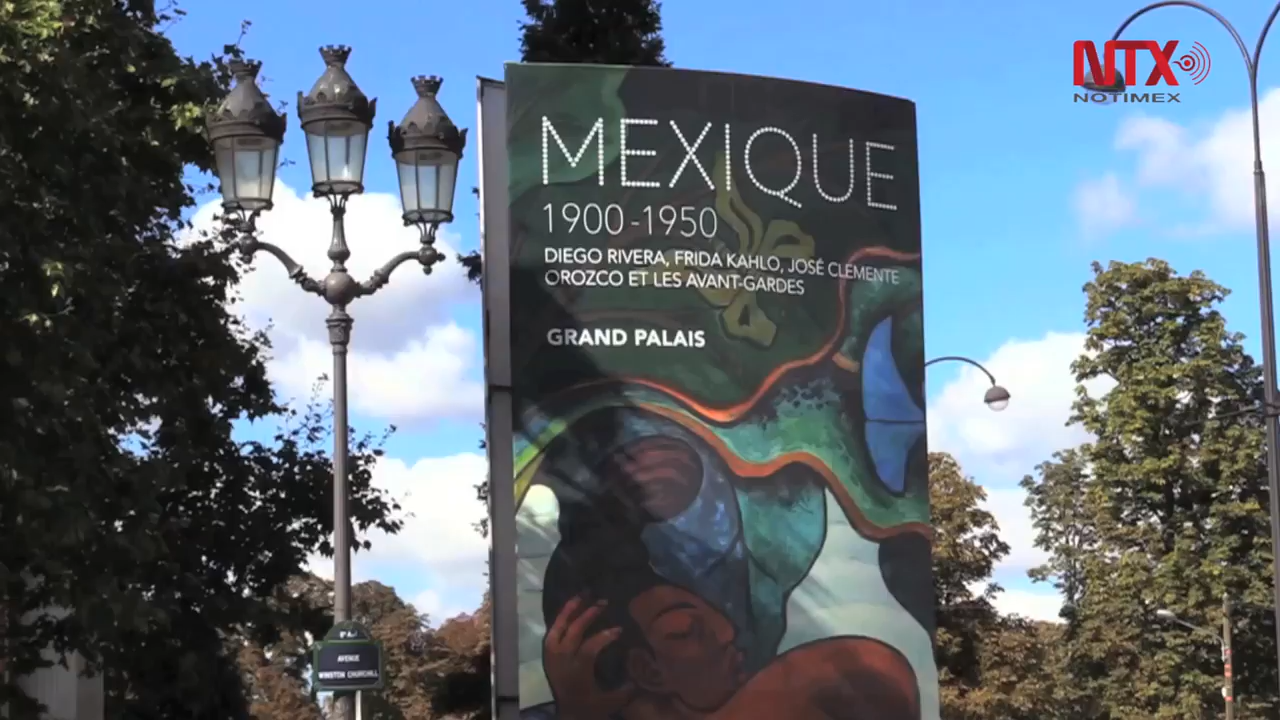 NTX
NOTIMEX
MEXIQUE
1900-1950
DIEGO RIVERA, FRIDA KAHLO, JOSÉ CLEMENTE
OROZCO ET LES AVANT-GARDES
GRAND PALAIS
AVENUE
WINSTON CHURCHILL